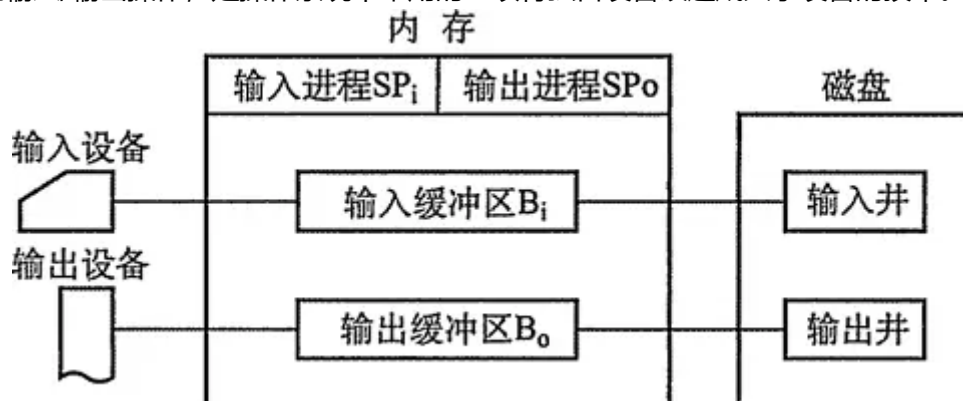 内 存
输入进程SPi 输出进程SPo 磁盘
输入设备
输入缓冲区Bi 输入井
输出设备
输出缓冲区Bo 输出井